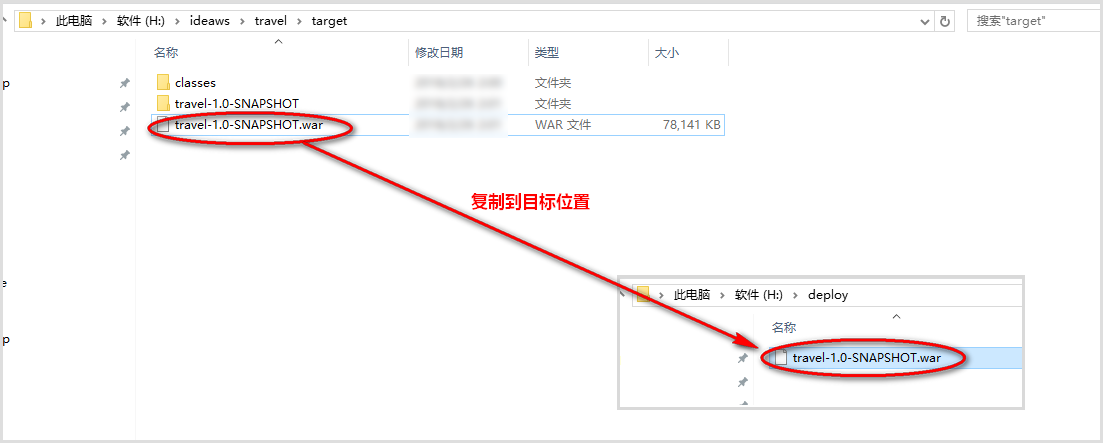 此电脑 › 软件 (H:) › ideaws › travel › target
搜索"target"
名称 修改日期 类型 大小
classes 文件夹
travel-1.0-SNAPSHOT 文件夹
travel-1.0-SNAPSHOT.war WAR 文件 78,141 KB
复制到目标位置
此电脑 › 软件 (H:) › deploy
名称
travel-1.0-SNAPSHOT.war